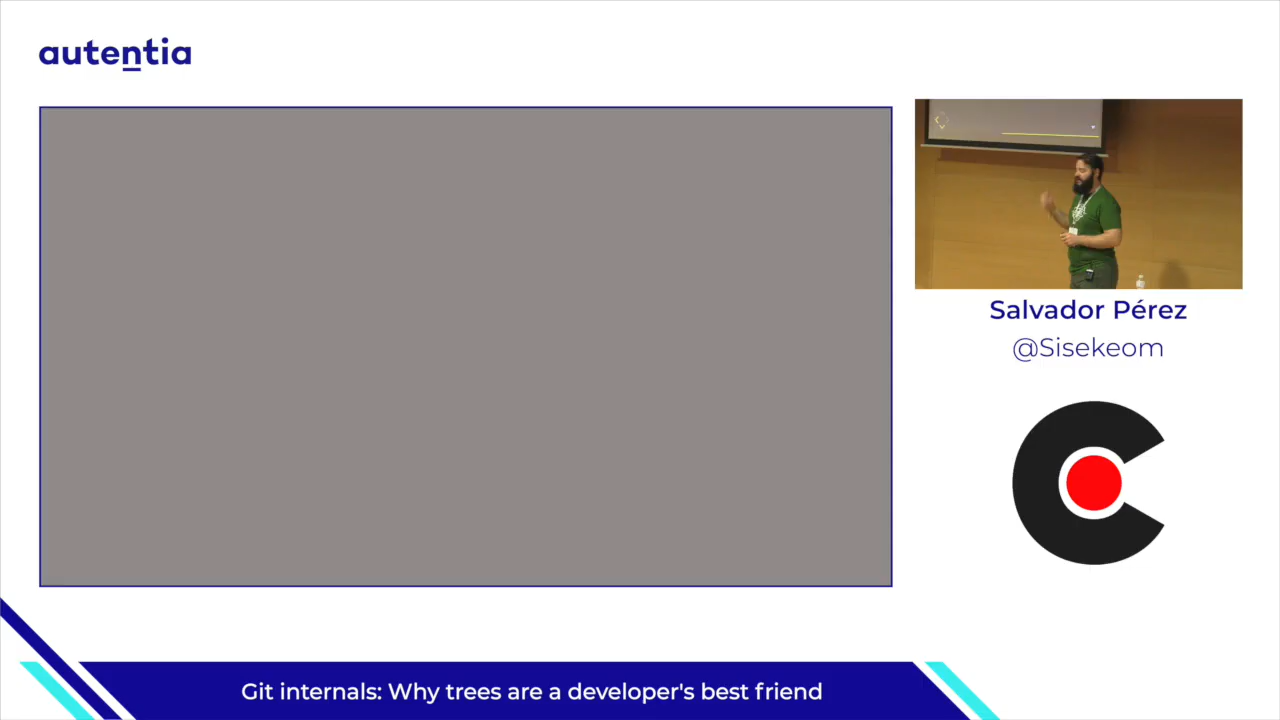 autentia
Salvador Pérez
@Sisekeom
Git internals: Why trees are a developer's best friend